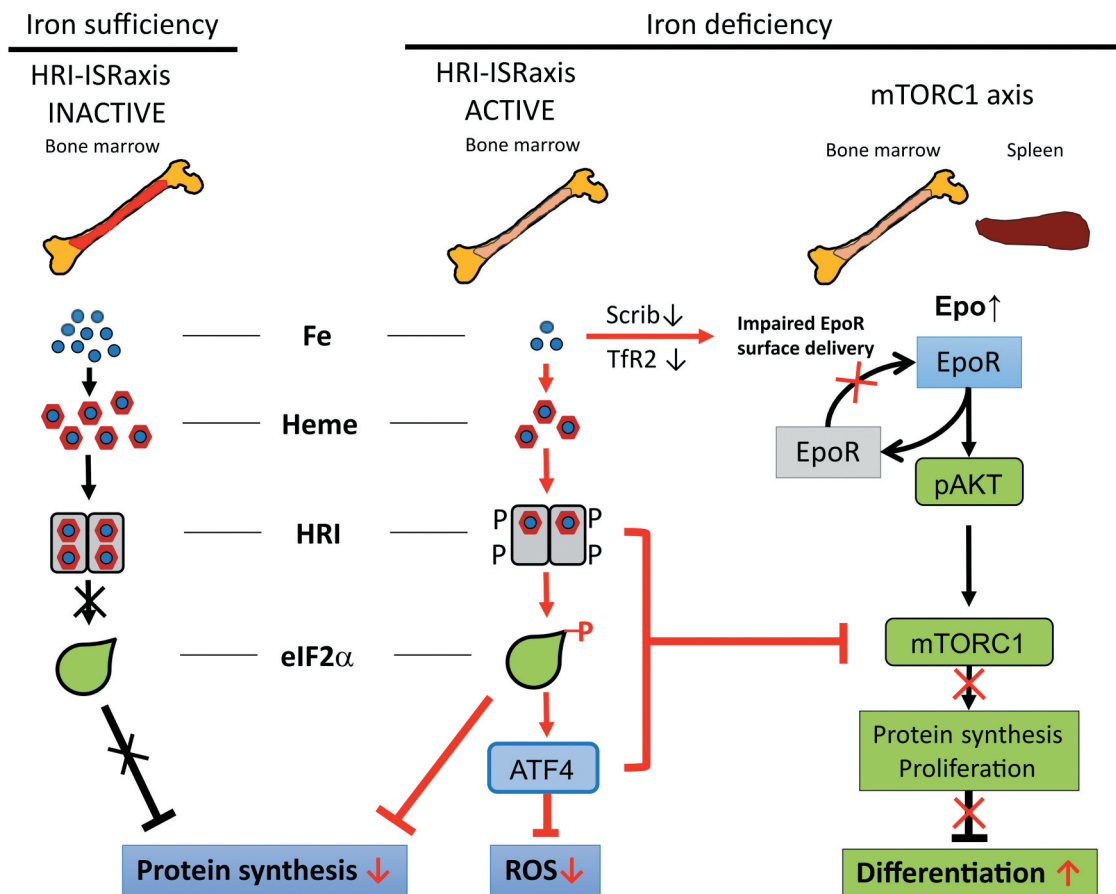 Iron sufficiency
Iron deficiency
HRI-ISRaxis
INACTIVE
Bone marrow
HRI-ISRaxis
ACTIVE
Bone marrow
mTORC1 axis
Bone marrow
Spleen
Fe
Scrib↓
TfR2 ↓
Impaired EpoR
surface delivery
Epo↑
EpoR
Heme
EpoR
pAKT
HRI
P
P
P
P
eIF2α
P
mTORC1
ATF4
Protein synthesis
Proliferation
Protein synthesis ↓
ROS↓
Differentiation ↑